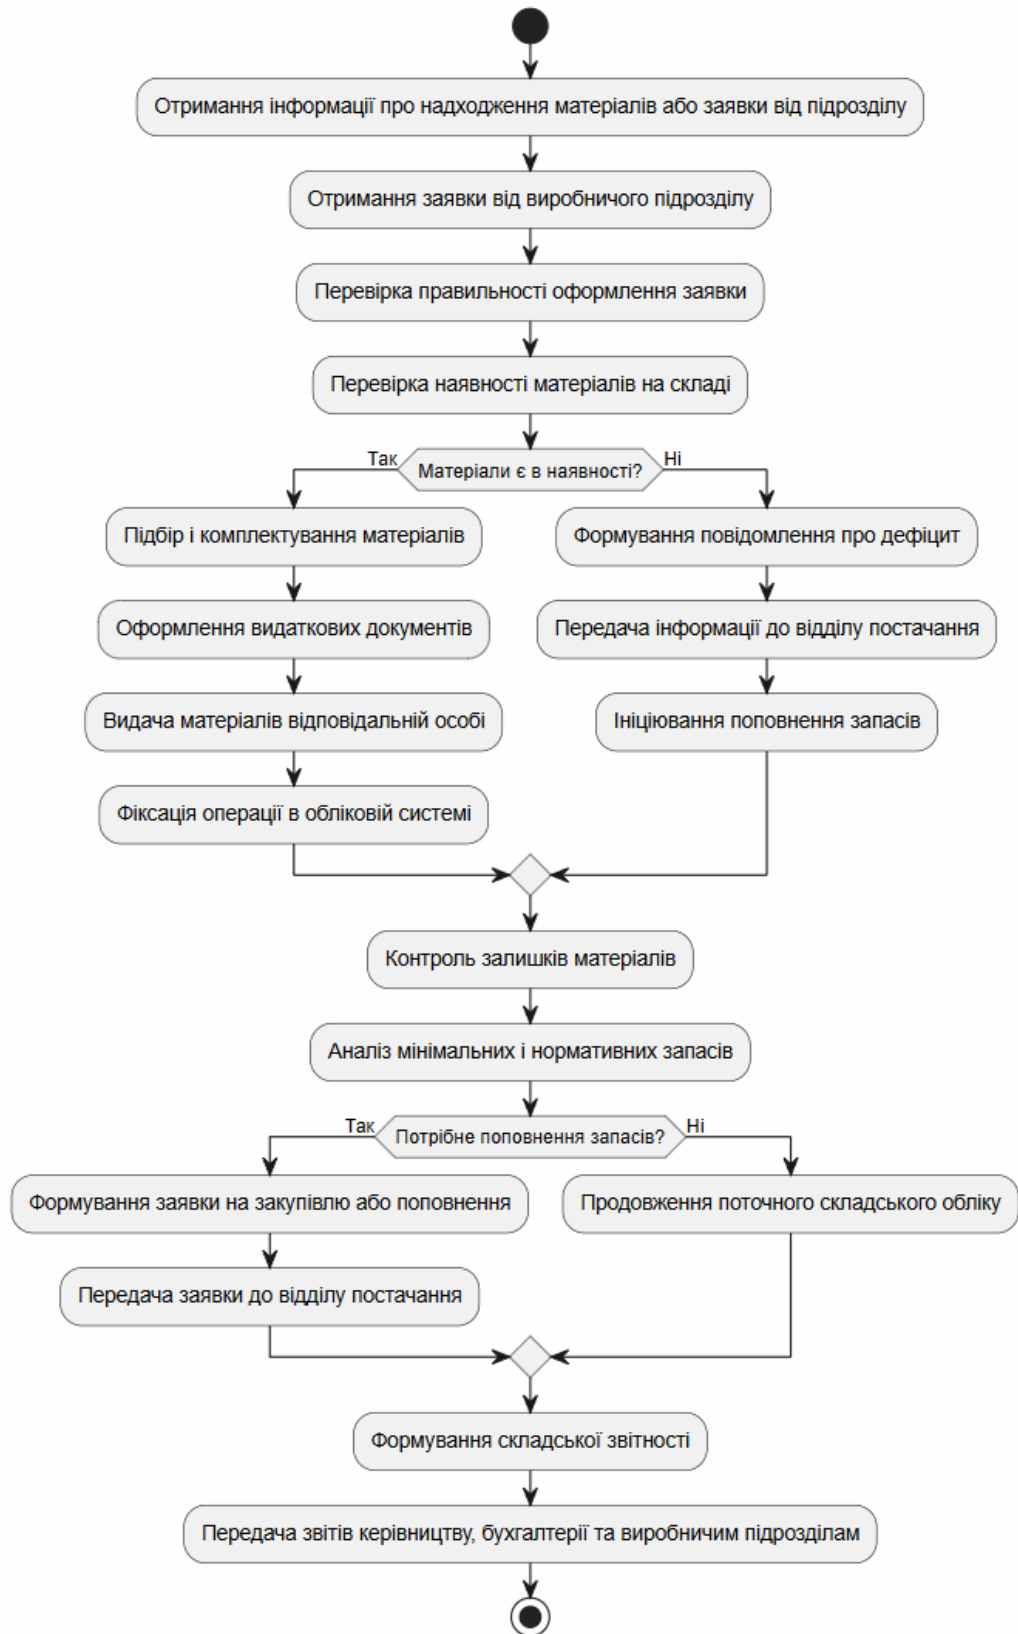 Отримання інформації про надходження матеріалів або заявки від підрозділу
Отримання заявки від виробничого підрозділу
Перевірка правильності оформлення заявки
Перевірка наявності матеріалів на складі
Так
Матеріали є в наявності?
Ні
Підбір і комплектування матеріалів
Оформлення видаткових документів
Видача матеріалів відповідальній особі
Фіксація операції в обліковій системі
Формування повідомлення про дефіцит
Передача інформації до відділу постачання
Ініціювання поповнення запасів
Контроль залишків матеріалів
Аналіз мінімальних і нормативних запасів
Так
Потрібне поповнення запасів?
Ні
Формування заявки на закупівлю або поповнення
Передача заявки до відділу постачання
Продовження поточного складського обліку
Формування складської звітності
Передача звітів керівництву, бухгалтерії та виробничим підрозділам